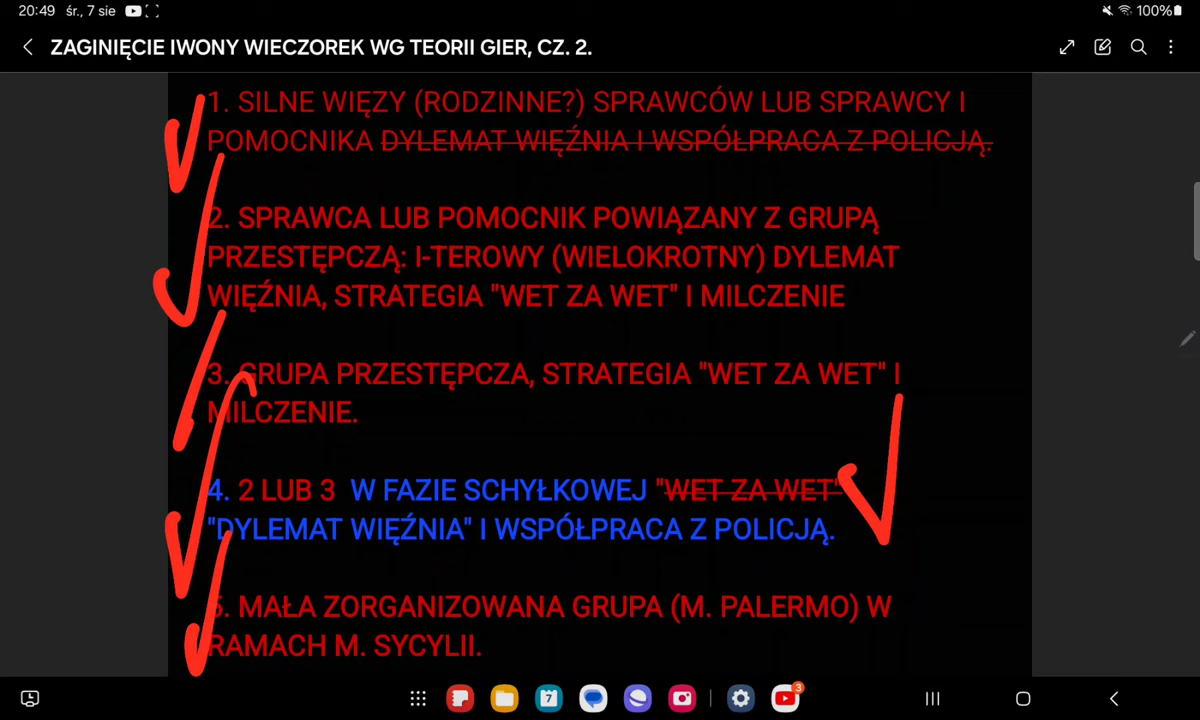 20:49 śr., 7 sie 100%
ZAGINIĘCIE IWONY WIECZOREK WG TEORII GIER, CZ. 2.
1. SILNE WIĘZY (RODZINNE?) SPRAWCÓW LUB SPRAWCY I
POMOCNIKA DYLEMAT WIĘŹNIA I WSPÓŁPRACA Z POLICJĄ.
2. SPRAWCA LUB POMOCNIK POWIĄZANY Z GRUPĄ
PRZESTĘPCZĄ: I-TEROWY (WIELOKROTNY) DYLEMAT
WIĘŹNIA, STRATEGIA "WET ZA WET" I MILCZENIE
3. GRUPA PRZESTĘPCZA, STRATEGIA "WET ZA WET" I
MILCZENIE.
4. 2 LUB 3 W FAZIE SCHYŁKOWEJ "WET ZA WET"
"DYLEMAT WIĘŹNIA" I WSPÓŁPRACA Z POLICJĄ.
5. MAŁA ZORGANIZOWANA GRUPA (M. PALERMO) W
RAMACH M. SYCYLII.
7
3